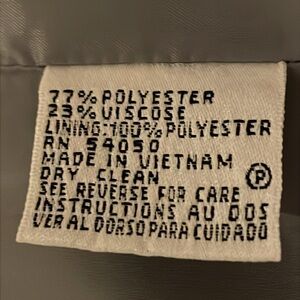 77% POLYESTER
23% VISCOSE
LINING:100% POLYESTER
RN 54050
MADE IN VIETNAM
DRY CLEAN Ⓟ
SEE REVERSE FOR CARE
INSTRUCTIONS AU DOS
VER AL DORSO PARA CUIDADO